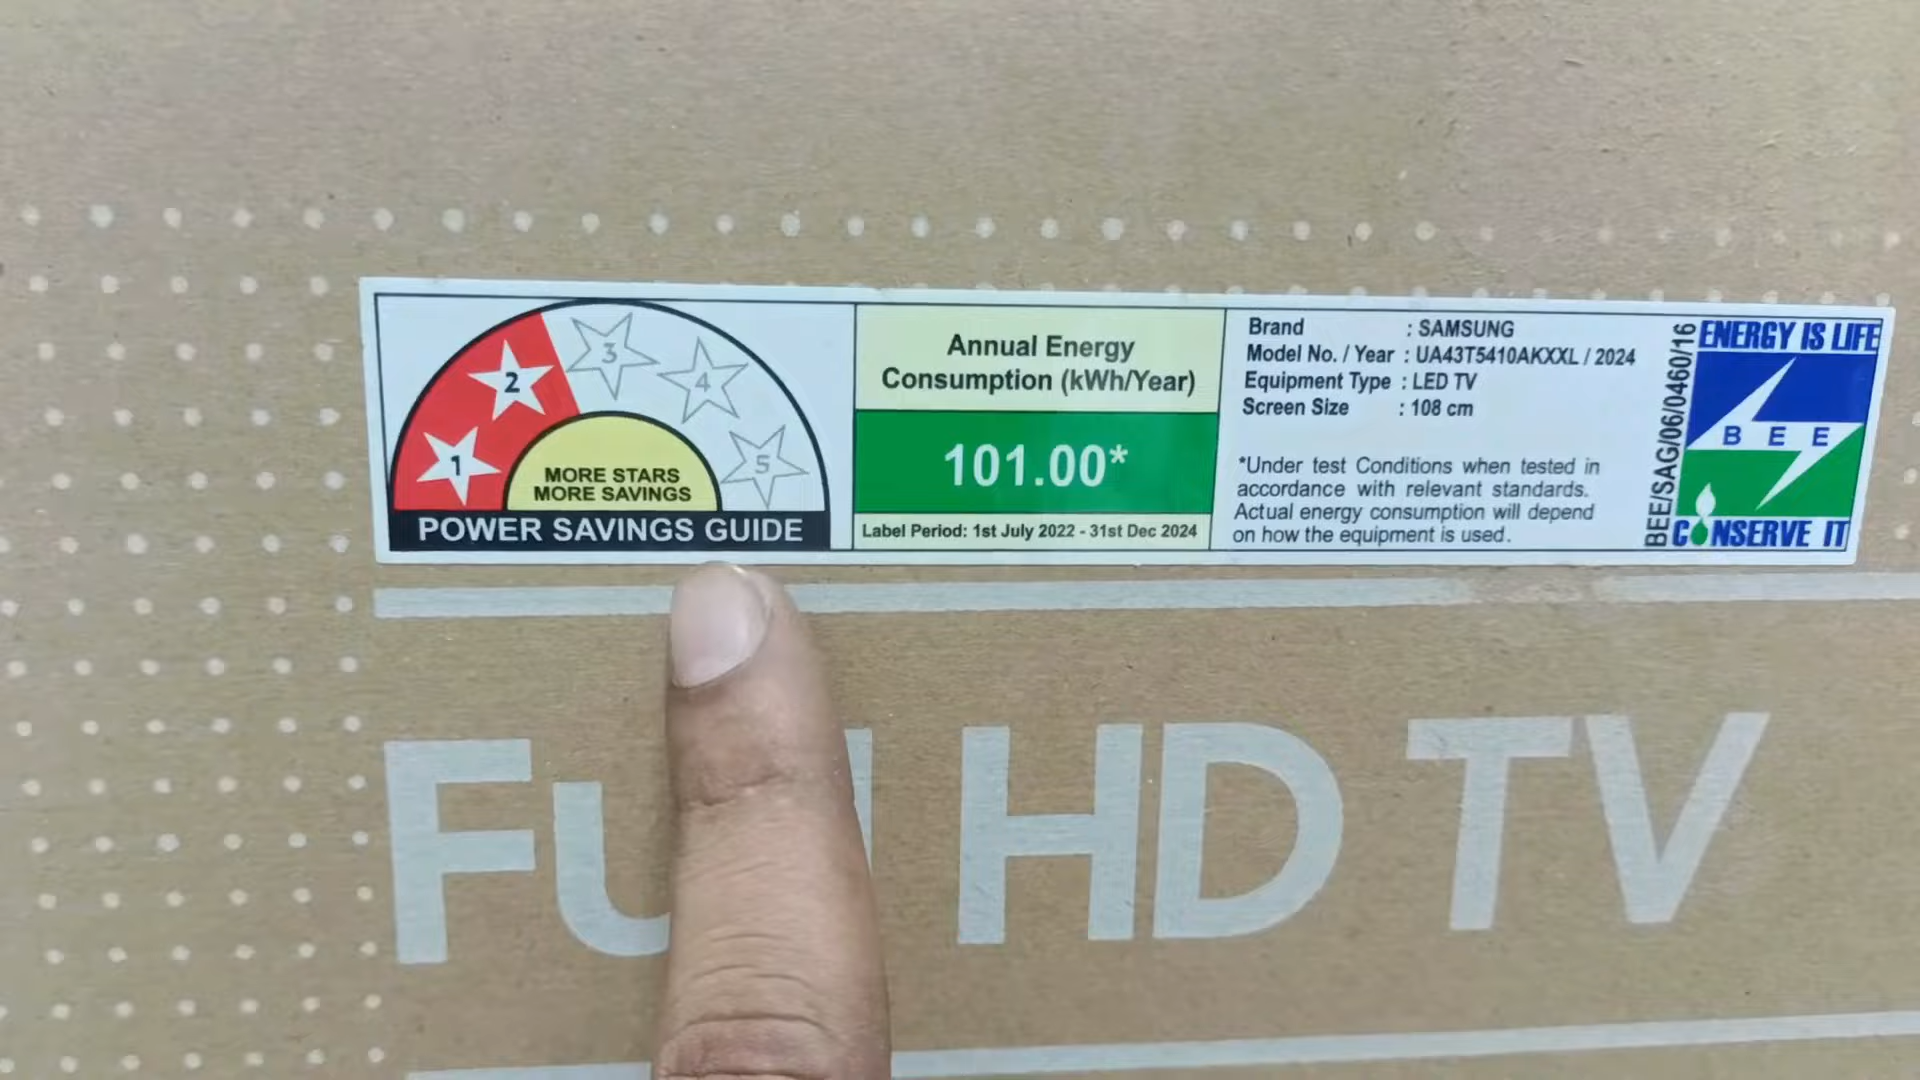 1
2
3
4
5
MORE STARS
MORE SAVINGS
POWER SAVINGS GUIDE
Annual Energy
Consumption (kWh/Year)
101.00*
Label Period: 1st July 2022 - 31st Dec 2024
Brand : SAMSUNG
Model No. / Year : UA43T5410AKXXL / 2024
Equipment Type : LED TV
Screen Size : 108 cm
*Under test Conditions when tested in
accordance with relevant standards.
Actual energy consumption will depend
on how the equipment is used.
BEE/SAG/06/0460/16
ENERGY IS LIFE
BEE
CONSERVE IT
HD TV